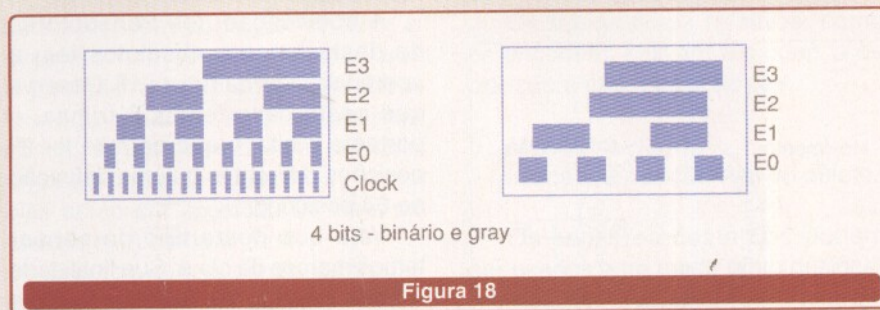 E3
E2
E1
E0
Clock
E3
E2
E1
E0
4 bits - binário e gray
Figura 18